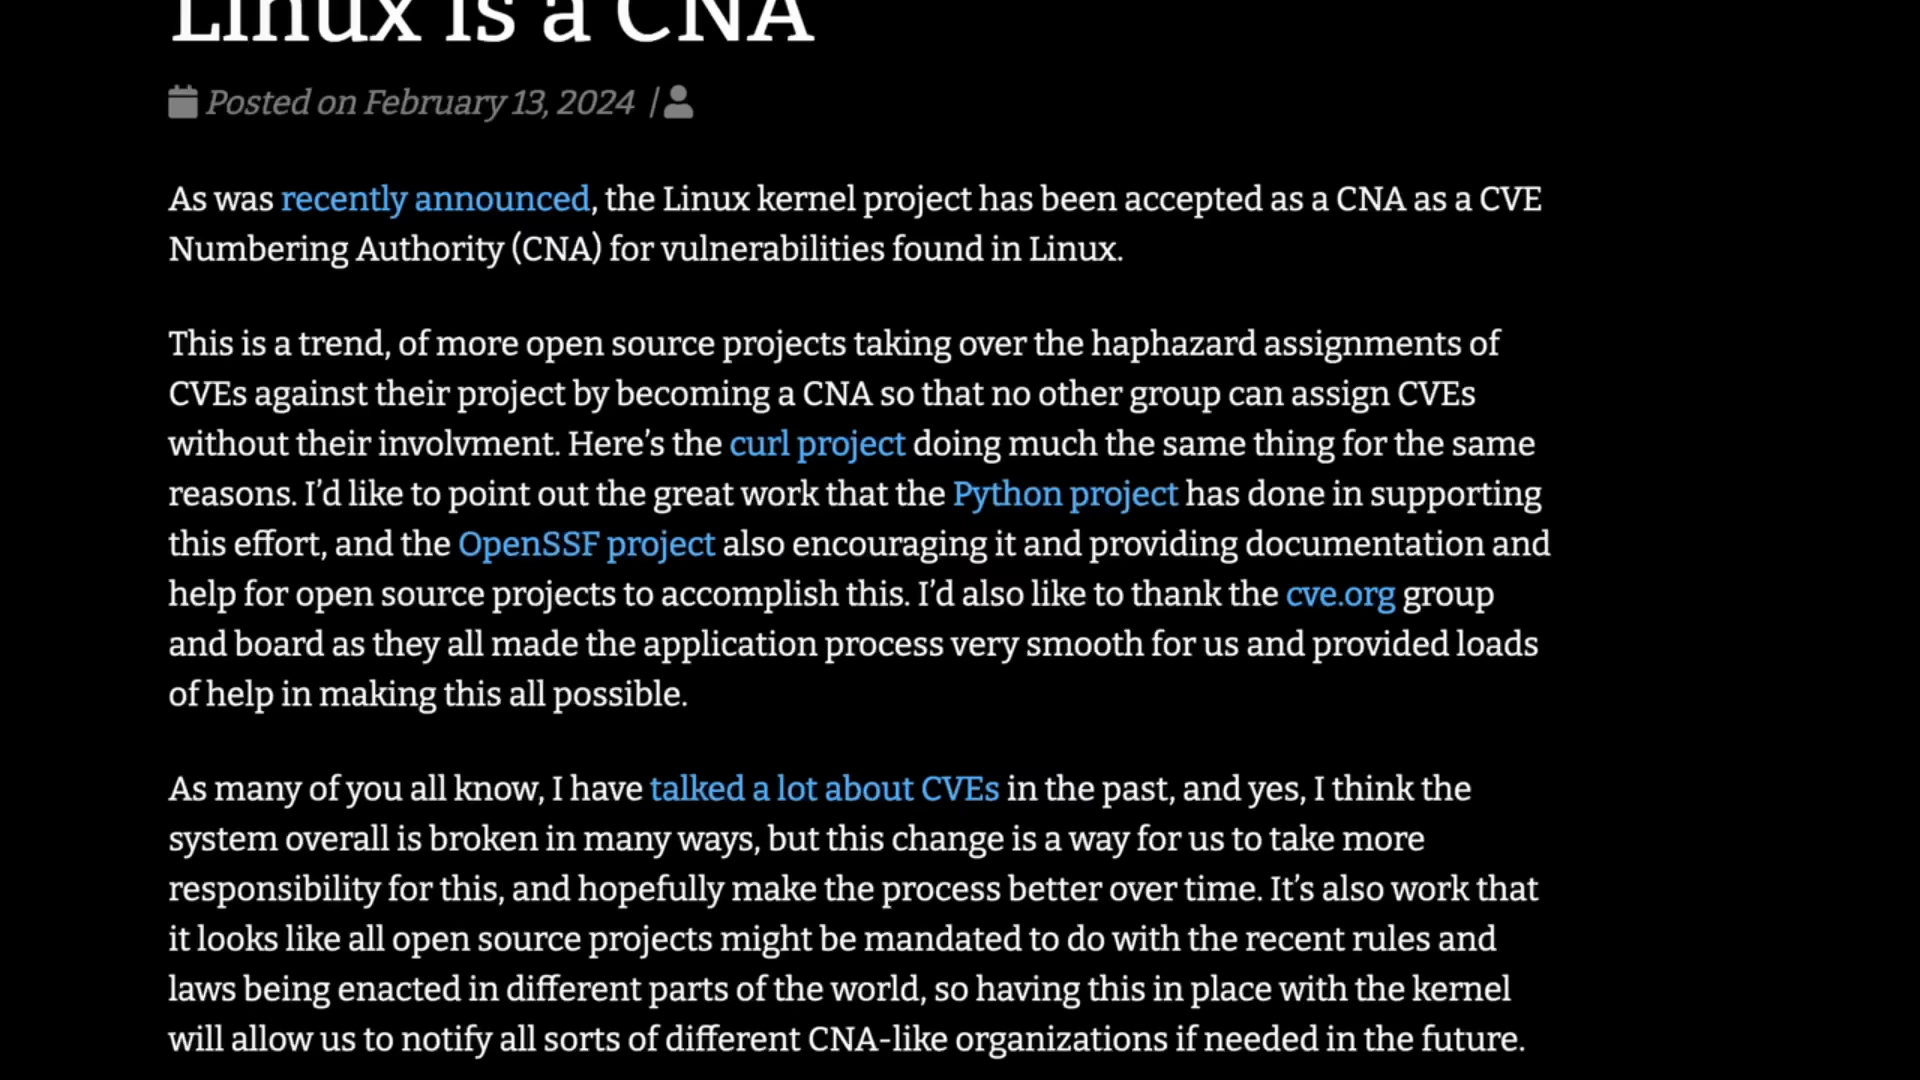 Linux is a CNA
Posted on February 13, 2024 |
As was recently announced, the Linux kernel project has been accepted as a CNA as a CVE
Numbering Authority (CNA) for vulnerabilities found in Linux.
This is a trend, of more open source projects taking over the haphazard assignments of
CVEs against their project by becoming a CNA so that no other group can assign CVEs
without their involvment. Here’s the curl project doing much the same thing for the same
reasons. I’d like to point out the great work that the Python project has done in supporting
this effort, and the OpenSSF project also encouraging it and providing documentation and
help for open source projects to accomplish this. I’d also like to thank the cve.org group
and board as they all made the application process very smooth for us and provided loads
of help in making this all possible.
As many of you all know, I have talked a lot about CVEs in the past, and yes, I think the
system overall is broken in many ways, but this change is a way for us to take more
responsibility for this, and hopefully make the process better over time. It’s also work that
it looks like all open source projects might be mandated to do with the recent rules and
laws being enacted in different parts of the world, so having this in place with the kernel
will allow us to notify all sorts of different CNA-like organizations if needed in the future.